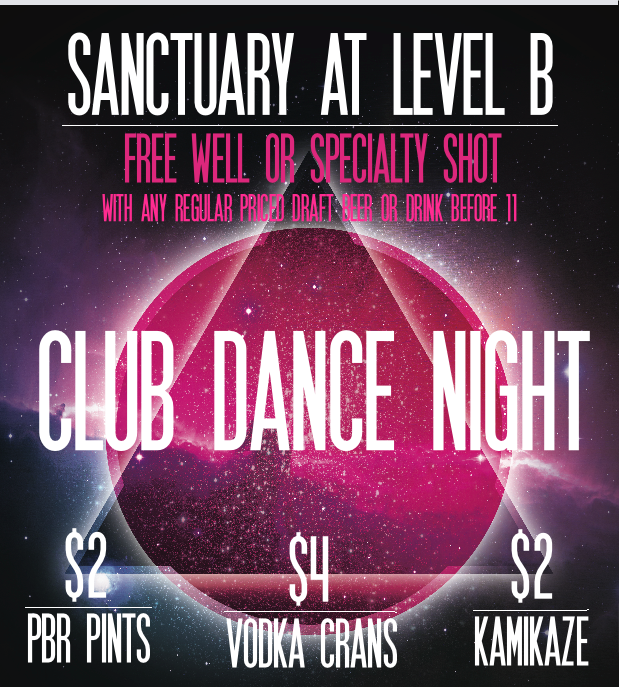 SANCTUARY AT LEVEL B
FREE WELL OR SPECIALTY SHOT
WITH ANY REGULAR PRICED DRAFT BEER OR DRINK BEFORE 11
CLUB DANCE NIGHT
$2 $4 $2
PBR PINTS VODKA CRANS KAMIKAZE